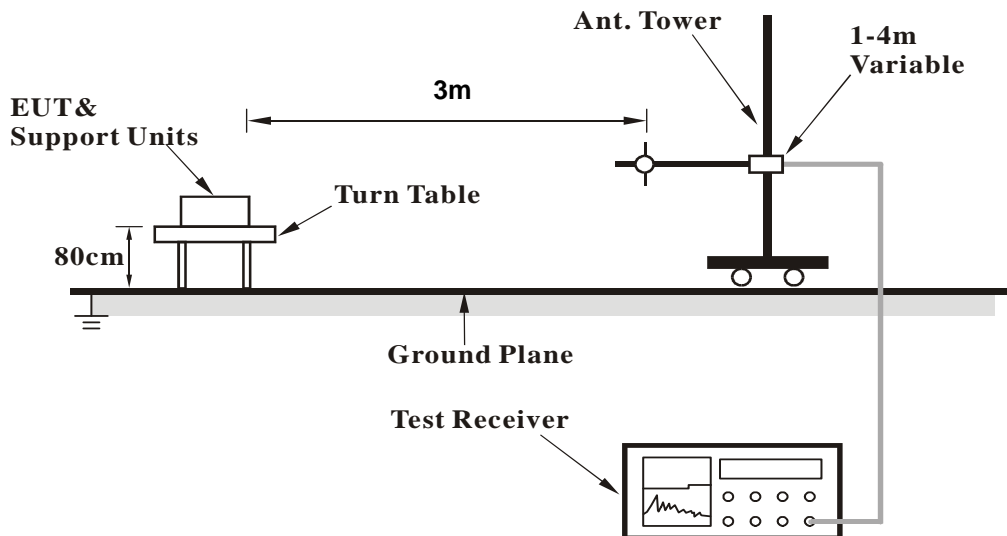 Ant. Tower
1-4m
Variable
3m
EUT&
Support Units
Turn Table
80cm
Ground Plane
Test Receiver